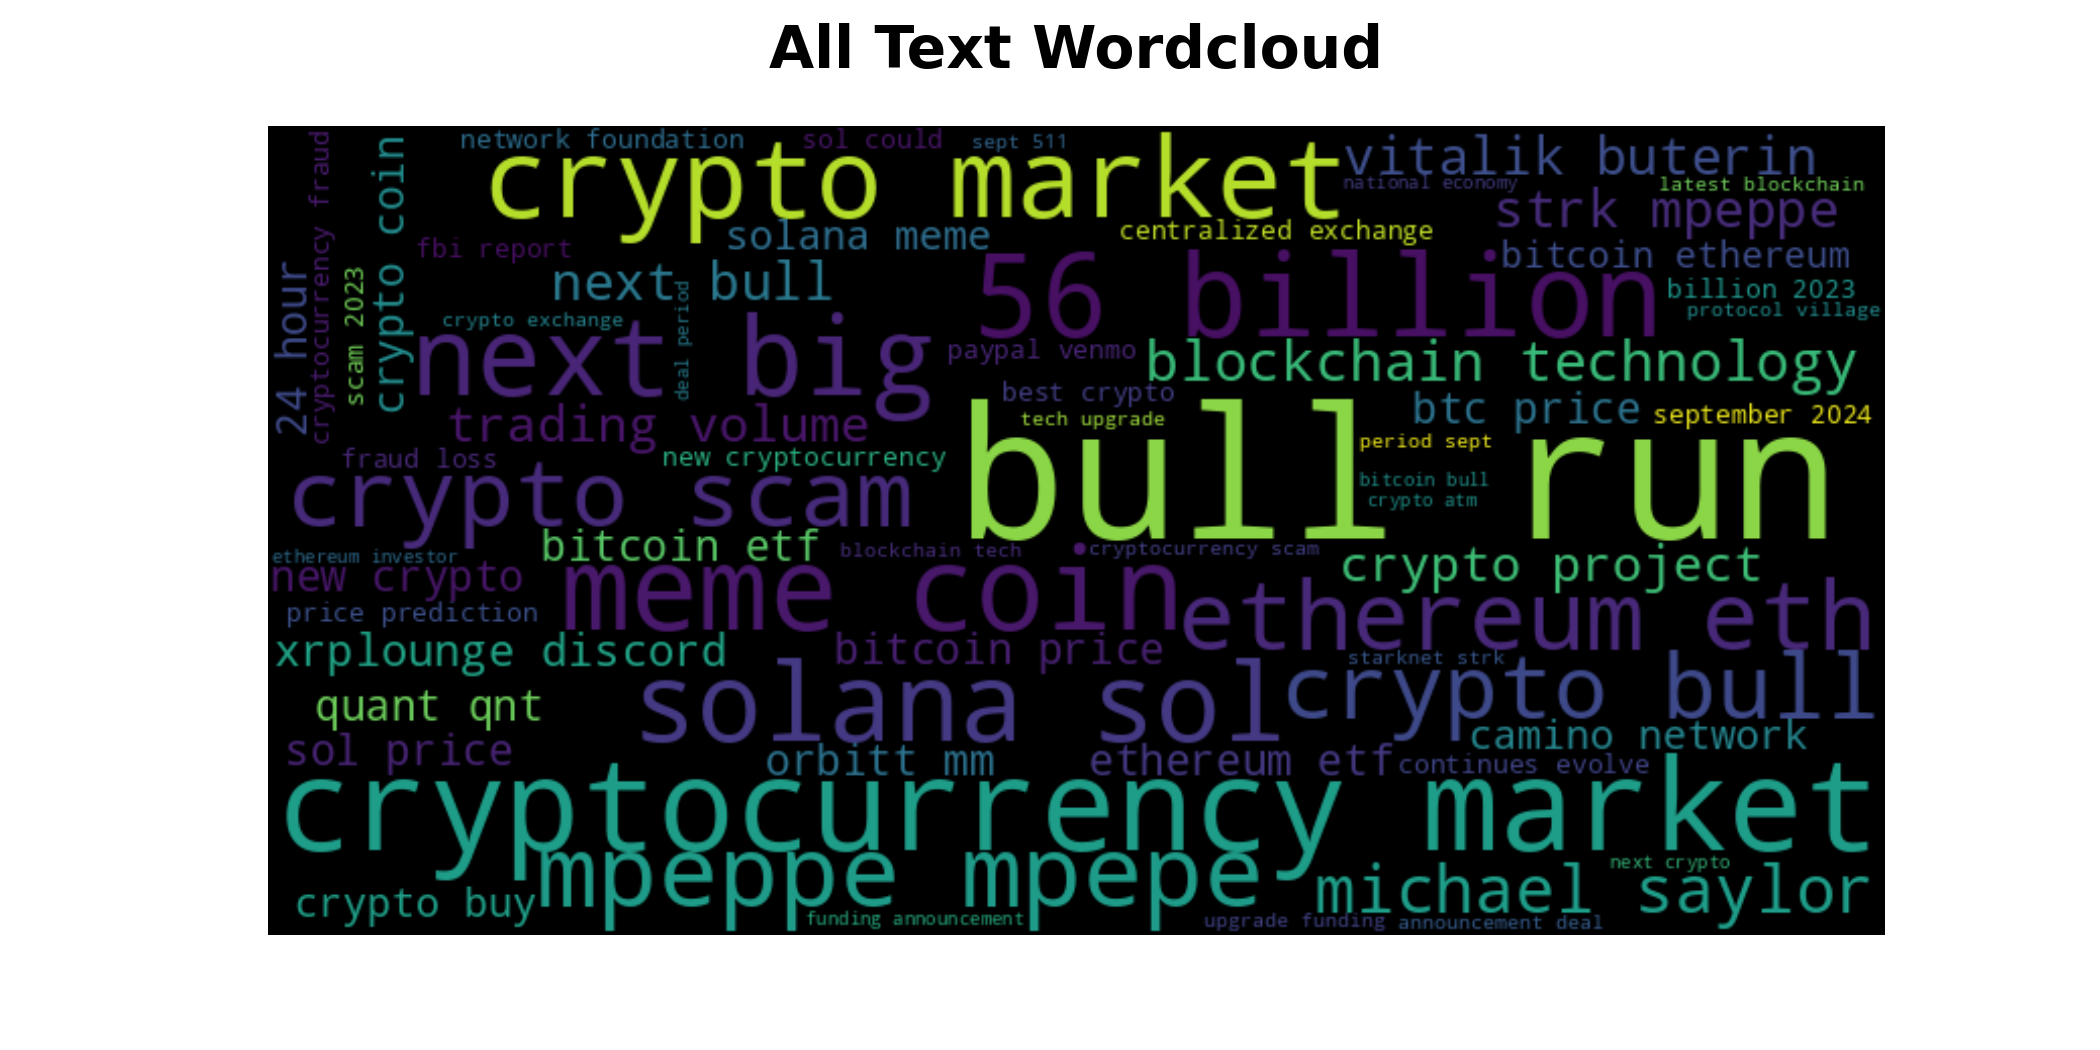 All Text Wordcloud
network foundation
sol could
sept 511
crypto market
vitalik buterin
national economy
latest blockchain
cryptocurrency fraud
crypto coin
strk mpeppe
solana meme
centralized exchange
fbi report
bitcoin ethereum
56 billion
next bull
24 hour
scam 2023
billion 2023
protocol village
crypto exchange
deal period
next big
paypal venmo
blockchain technology
best crypto
trading volume
tech upgrade
btc price
september 2024
bull run
period sept
fraud loss
new cryptocurrency
crypto scam
bitcoin bull
crypto atm
bitcoin etf
blockchain tech
cryptocurrency scam
ethereum investor
new crypto
meme coin
crypto project
ethereum eth
price prediction
xrplounge discord
bitcoin price
starknet strk
solana sol
crypto bull
quant qnt
camino network
sol price
orbitt mm
ethereum etf
continues evolve
cryptocurrency market
mpeppe mpepe
michael saylor
next crypto
crypto buy
funding announcement
upgrade funding
announcement deal